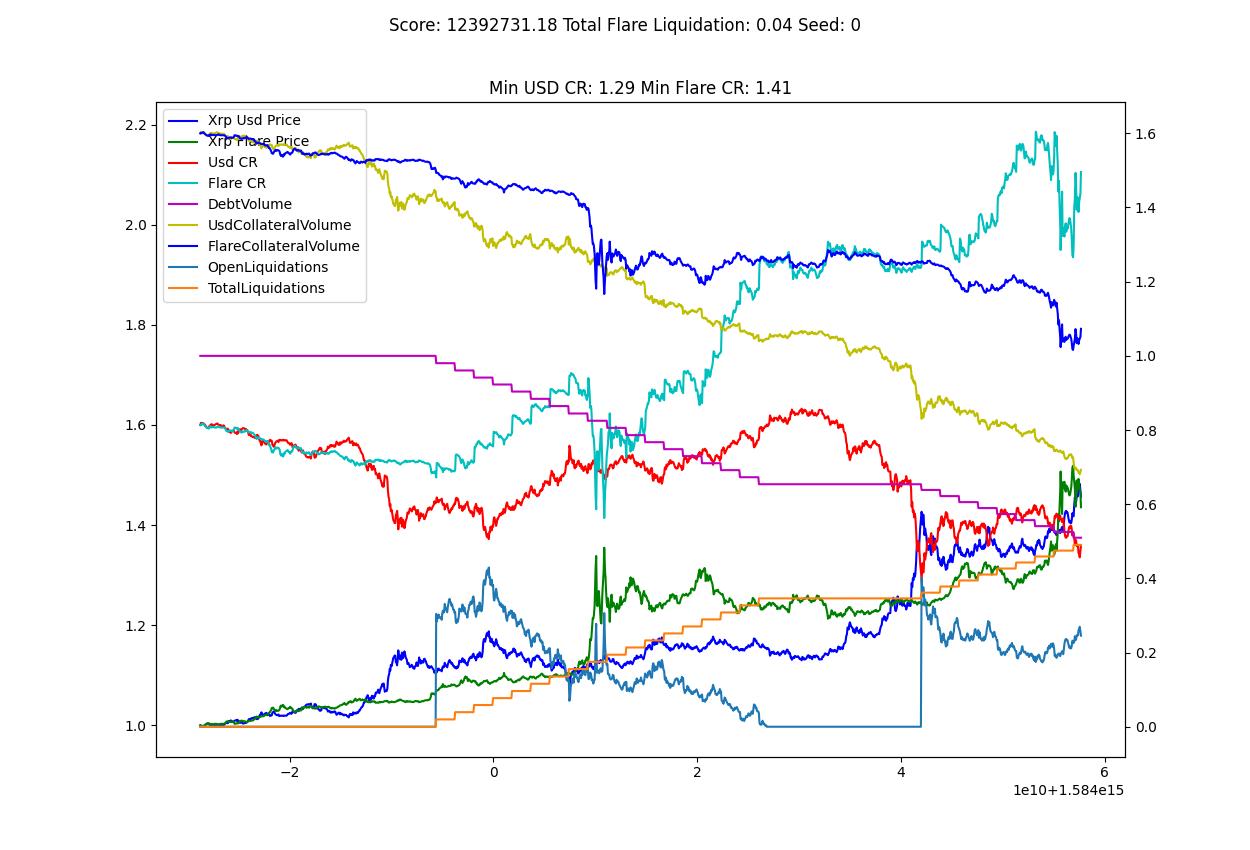 Score: 12392731.18 Total Flare Liquidation: 0.04 Seed: 0
Min USD CR: 1.29 Min Flare CR: 1.41
Xrp Usd Price
Xrp Flare Price
Usd CR
Flare CR
DebtVolume
UsdCollateralVolume
FlareCollateralVolume
OpenLiquidations
TotalLiquidations
2.2
2.0
1.8
1.6
1.4
1.2
1.0
1.6
1.4
1.2
1.0
0.8
0.6
0.4
0.2
0.0
−2
0
2
4
6
1e10+1.584e15